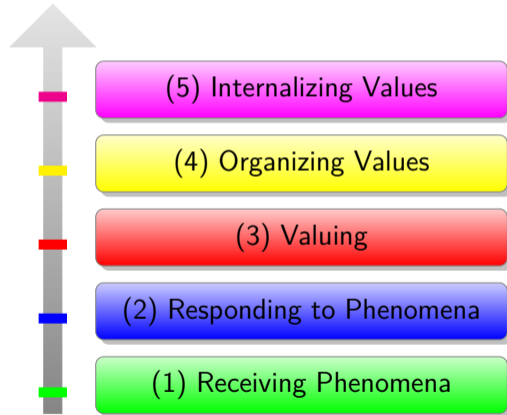 (5) Internalizing Values
(4) Organizing Values
(3) Valuing
(2) Responding to Phenomena
(1) Receiving Phenomena